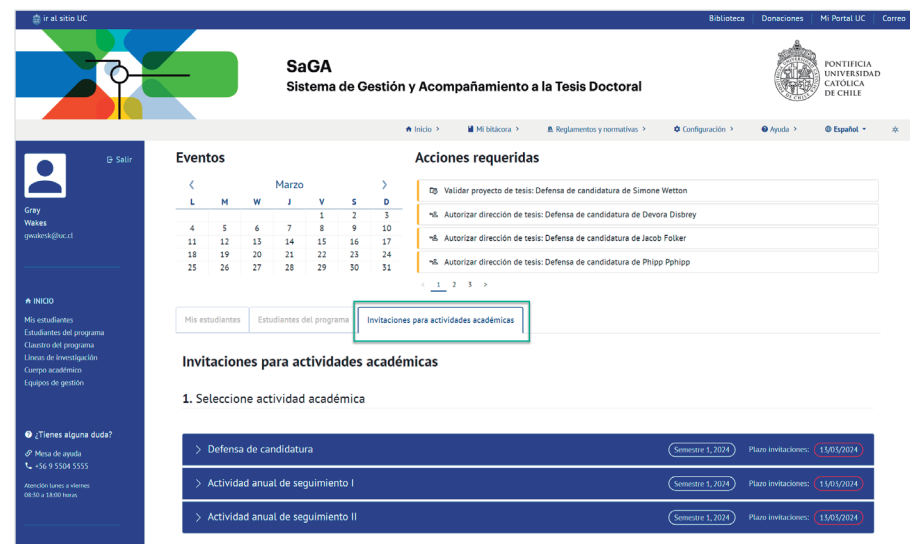 ir al sitio UC
Biblioteca Donaciones Mi Portal UC Correo
SaGA
Sistema de Gestión y Acompañamiento a la Tesis Doctoral
PONTIFICIA
UNIVERSIDAD
CATÓLICA
DE CHILE
Inicio > Mi bitácora > Reglamentos y normativas > Configuración > Ayuda > Español
Salir
Gray
Wakes
gwakesk@uc.cl
INICIO
Mis estudiantes
Estudiantes del programa
Claustro del programa
Líneas de investigación
Cuerpo académico
Equipos de gestión
¿Tienes alguna duda?
Mesa de ayuda
+56 9 5504 5555
Atención lunes a viernes
08:30 a 18:00 horas
Eventos
< Marzo >
L M W J V S D
1 2 3
4 5 6 7 8 9 10
11 12 13 14 15 16 17
18 19 20 21 22 23 24
25 26 27 28 29 30 31
Acciones requeridas
Validar proyecto de tesis: Defensa de candidatura de Simone Wetton
Autorizar dirección de tesis: Defensa de candidatura de Devora Disbrey
Autorizar dirección de tesis: Defensa de candidatura de Jacob Folker
Autorizar dirección de tesis: Defensa de candidatura de Phipp Pphipp
< 1 2 3 >
Mis estudiantes Estudiantes del programa Invitaciones para actividades académicas
Invitaciones para actividades académicas
1. Seleccione actividad académica
> Defensa de candidatura Semestre 1, 2024 Plazo invitaciones: 13/03/2024
> Actividad anual de seguimiento I Semestre 1, 2024 Plazo invitaciones: 13/03/2024
> Actividad anual de seguimiento II Semestre 1, 2024 Plazo invitaciones: 13/03/2024